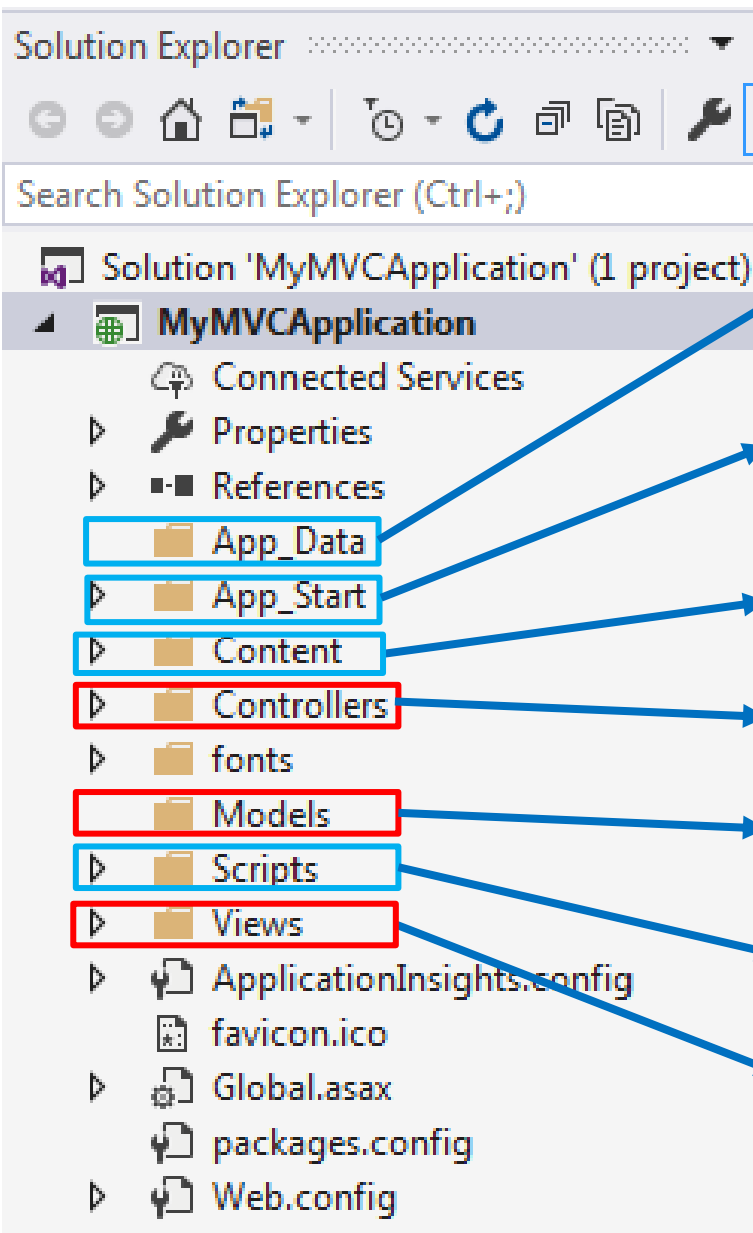 Solution Explorer
Search Solution Explorer (Ctrl+;)
Solution 'MyMVCApplication' (1 project)
MyMVCApplication
Connected Services
Properties
References
App_Data
App_Start
Content
Controllers
fonts
Models
Scripts
Views
ApplicationInsights.config
favicon.ico
Global.asax
packages.config
Web.config